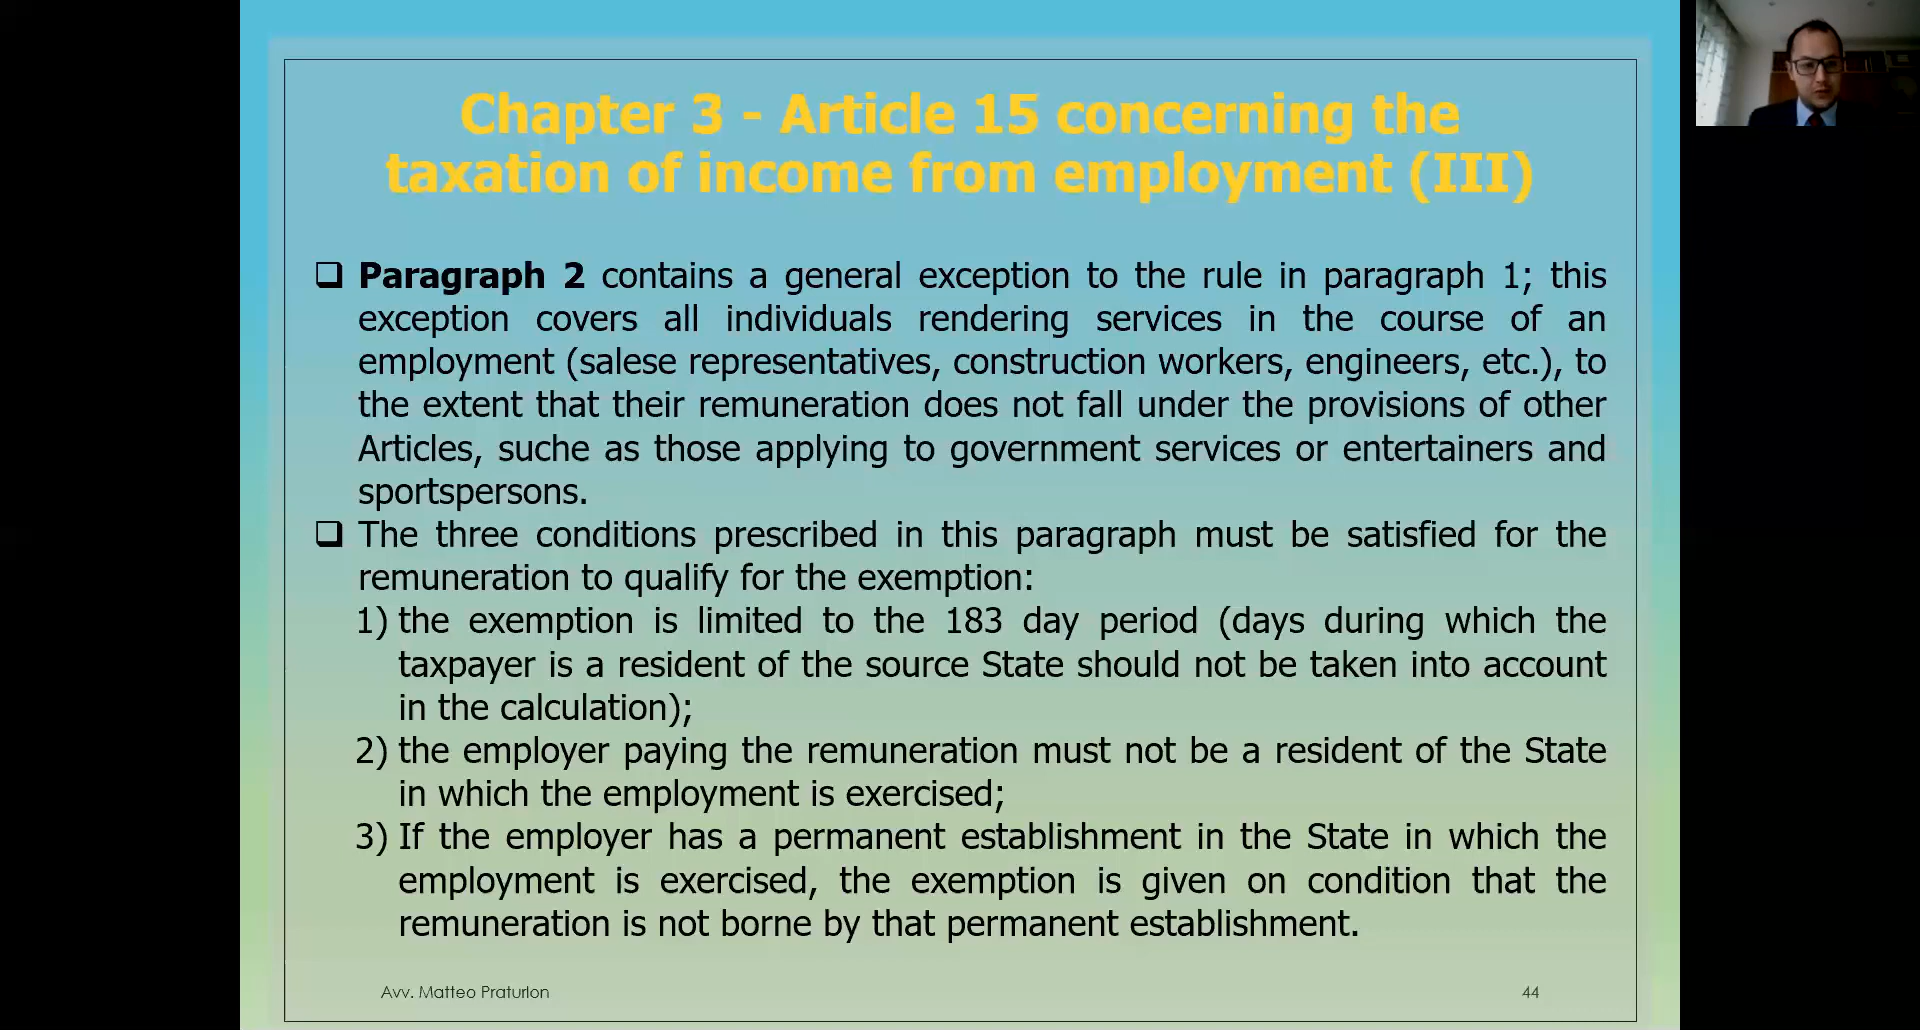 Chapter 3 - Article 15 concerning the
taxation of income from employment (III)
❑ Paragraph 2 contains a general exception to the rule in paragraph 1; this
exception covers all individuals rendering services in the course of an
employment (salese representatives, construction workers, engineers, etc.), to
the extent that their remuneration does not fall under the provisions of other
Articles, suche as those applying to government services or entertainers and
sportspersons.
❑ The three conditions prescribed in this paragraph must be satisfied for the
remuneration to qualify for the exemption:
1) the exemption is limited to the 183 day period (days during which the
taxpayer is a resident of the source State should not be taken into account
in the calculation);
2) the employer paying the remuneration must not be a resident of the State
in which the employment is exercised;
3) If the employer has a permanent establishment in the State in which the
employment is exercised, the exemption is given on condition that the
remuneration is not borne by that permanent establishment.
Avv. Matteo Praturlon
44